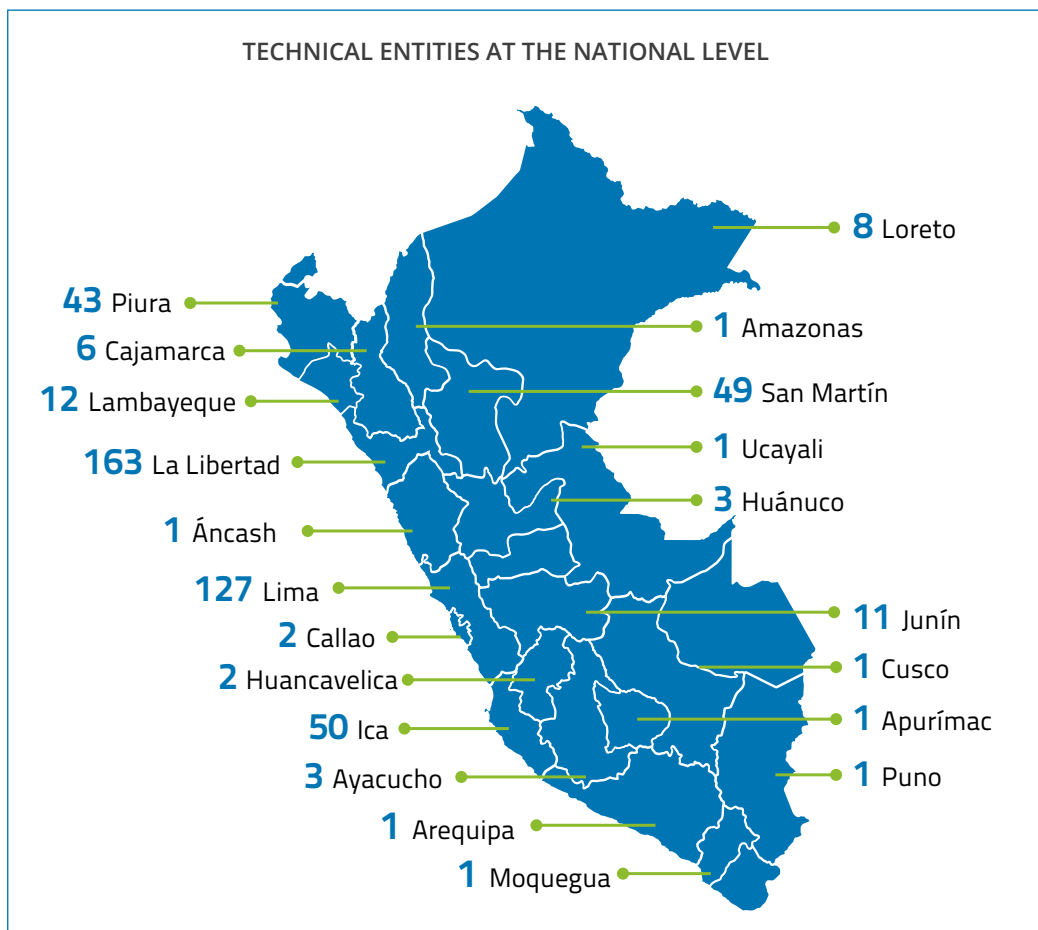 TECHNICAL ENTITIES AT THE NATIONAL LEVEL
8 Loreto
43 Piura
1 Amazonas
6 Cajamarca
49 San Martín
12 Lambayeque
1 Ucayali
163 La Libertad
3 Huánuco
1 Áncash
127 Lima
11 Junín
2 Callao
1 Cusco
2 Huancavelica
1 Apurímac
50 Ica
3 Ayacucho
1 Puno
1 Arequipa
1 Moquegua